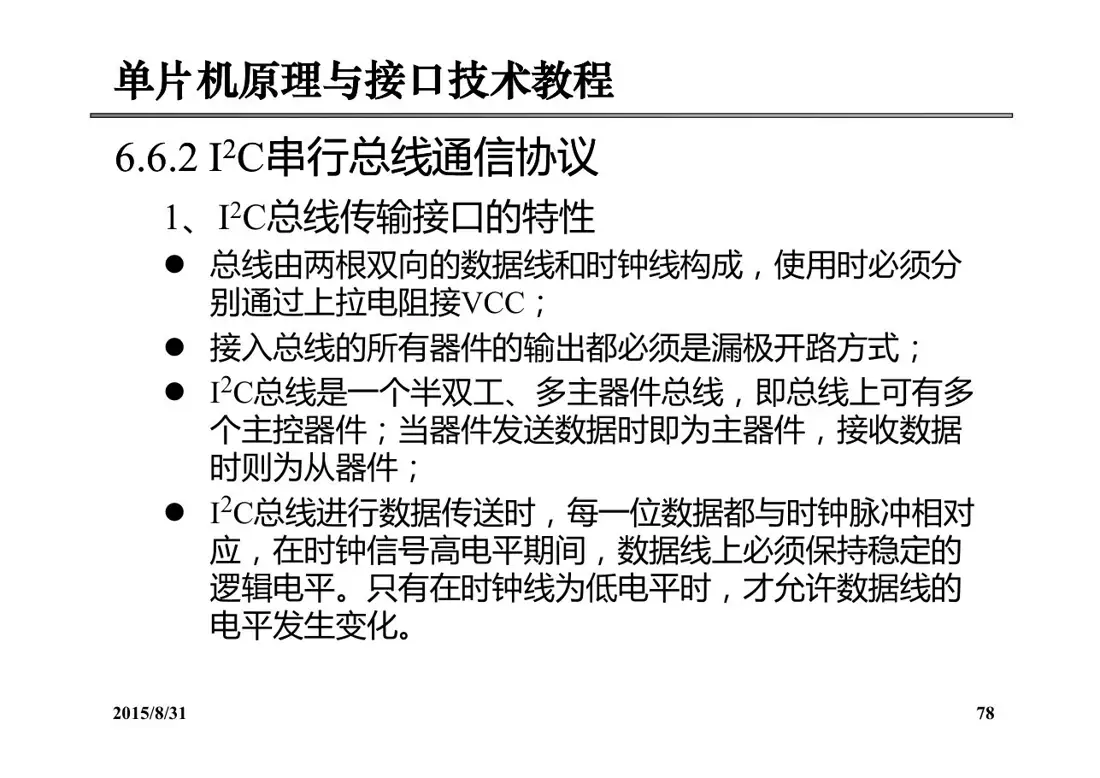 单片机原理与接口技术教程
6.6.2 I²C串行总线通信协议
1、I²C总线传输接口的特性
● 总线由两根双向的数据线和时钟线构成，使用时必须分
别通过上拉电阻接VCC；
● 接入总线的所有器件的输出都必须是漏极开路方式；
● I²C总线是一个半双工、多主器件总线，即总线上可有多
个主控器件；当器件发送数据时即为主器件，接收数据
时则为从器件；
● I²C总线进行数据传送时，每一位数据都与时钟脉冲相对
应，在时钟信号高电平期间，数据线上必须保持稳定的
逻辑电平。只有在时钟线为低电平时，才允许数据线的
电平发生变化。
2015/8/31
78